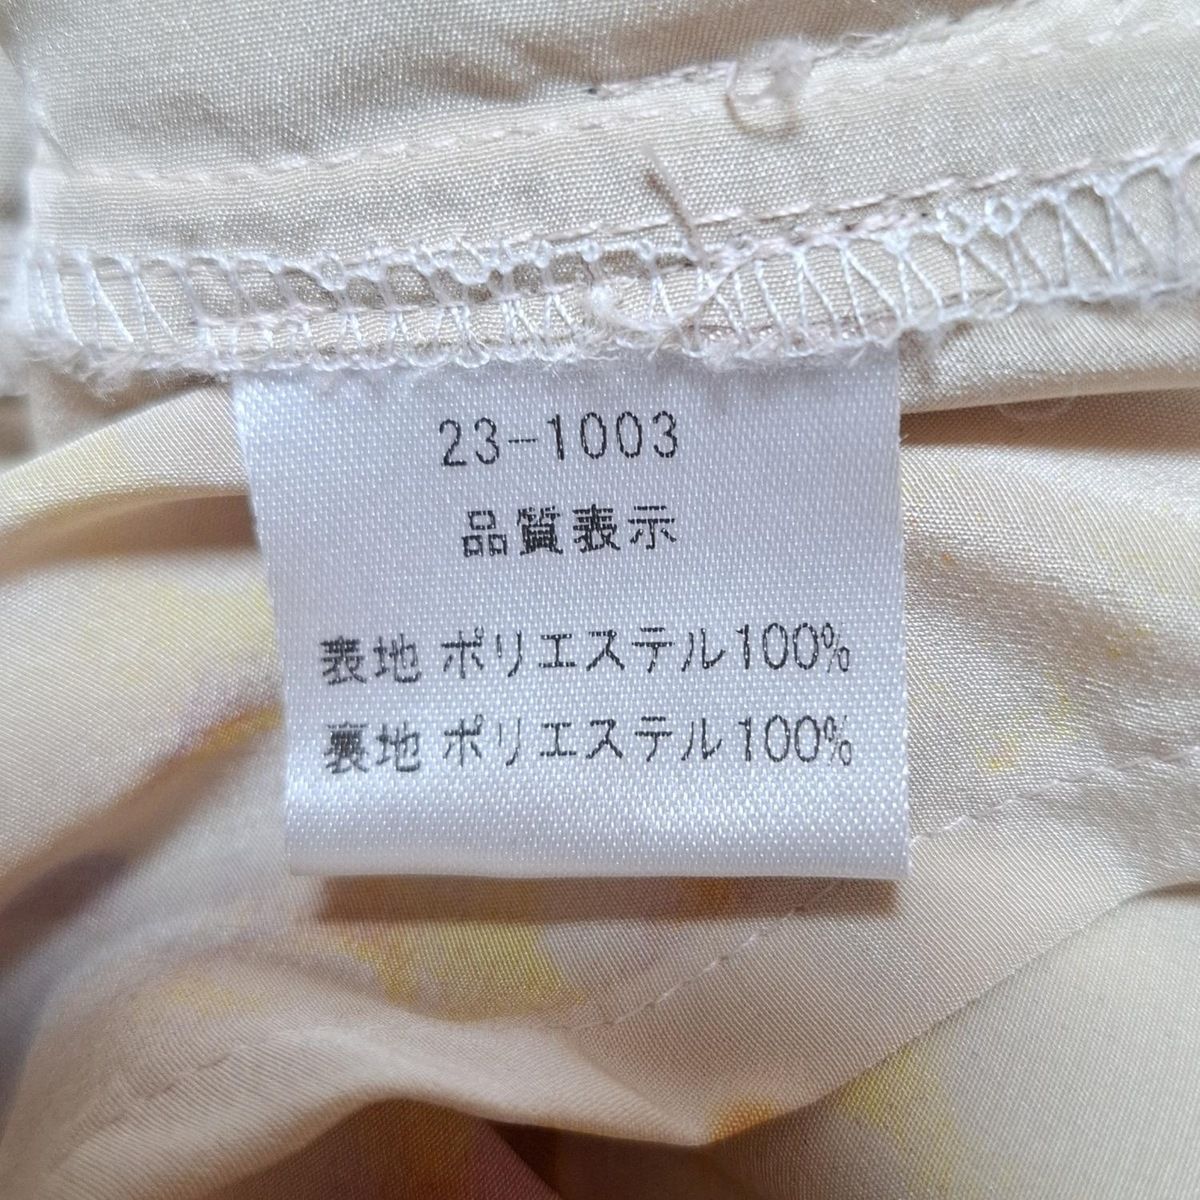 23-1003
品質表示
表地 ポリエステル100%
裏地 ポリエステル100%